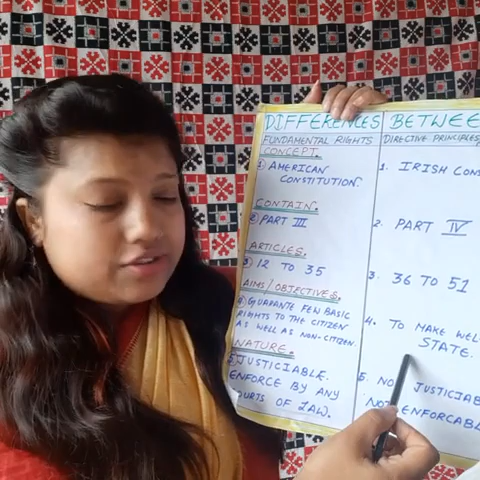 DIFFERENCES BETWEE
FUNDAMENTAL RIGHTS
DIRECTIVE PRINCIPLES
CONCEPT.
① AMERICAN
CONSTITUTION.
1. IRISH CONS
CONTAIN.
② PART III
2. PART IV
ARTICLES.
③ 12 TO 35
3. 36 TO 51
AIMS/OBJECTIVES.
④ GUARANTE FEW BASIC
RIGHTS TO THE CITIZEN
AS WELL AS NON-CITIZEN.
4. TO MAKE WEL
STATE.
NATURE.
5. JUSTICIABLE.
ENFORCE BY ANY
OURTS OF LAW.
5. NO JUSTICIAB
NOT ENFORCABL